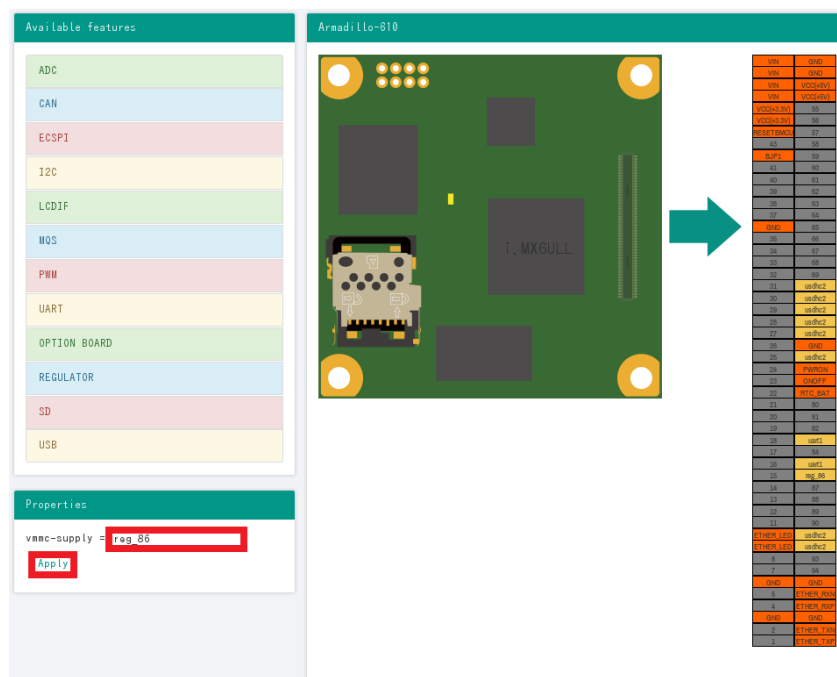 Available features
ADC
CAN
ECSPI
I2C
LCDIF
MQS
PWM
UART
OPTION BOARD
REGULATOR
SD
USB
Properties
vmmc-supply = reg_86
Apply
Armadillo-610
i.MX6ULL
VIN GND
VIN GND
VIN VCC(+5V)
VIN VCC(+5V)
VCC(+3.3V) 55
VCC(+3.3V) 56
RESETBMCU 57
43 58
BJP1 59
41 60
40 61
39 62
38 63
37 64
GND 65
35 66
34 67
33 68
32 69
31 usdhc2
30 usdhc2
29 usdhc2
28 usdhc2
27 usdhc2
26 GND
25 usdhc2
24 PWRON
23 ONOFF
22 RTC_BAT
21 80
20 81
19 82
18 uart1
17 84
16 uart1
15 reg_86
14 87
13 88
12 89
11 90
ETHER_LED usdhc2
ETHER_LED usdhc2
8 93
7 94
GND GND
5 ETHER_RXN
4 ETHER_RXP
GND GND
2 ETHER_TXN
1 ETHER_TXP